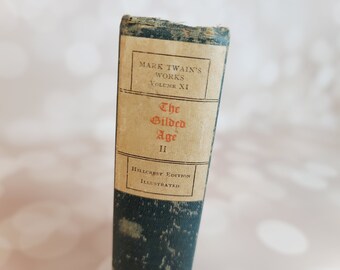 MARK TWAIN'S
WORKS
VOLUME XI
The
Gilded
Age
II
HILLCREST EDITION
ILLUSTRATED